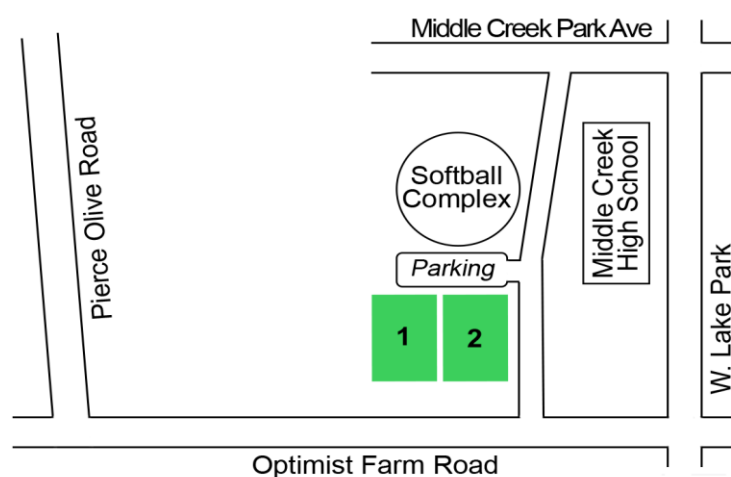 Middle Creek Park Ave
Pierce Olive Road
Softball
Complex
Middle Creek
High School
Parking
W. Lake Park
1
2
Optimist Farm Road